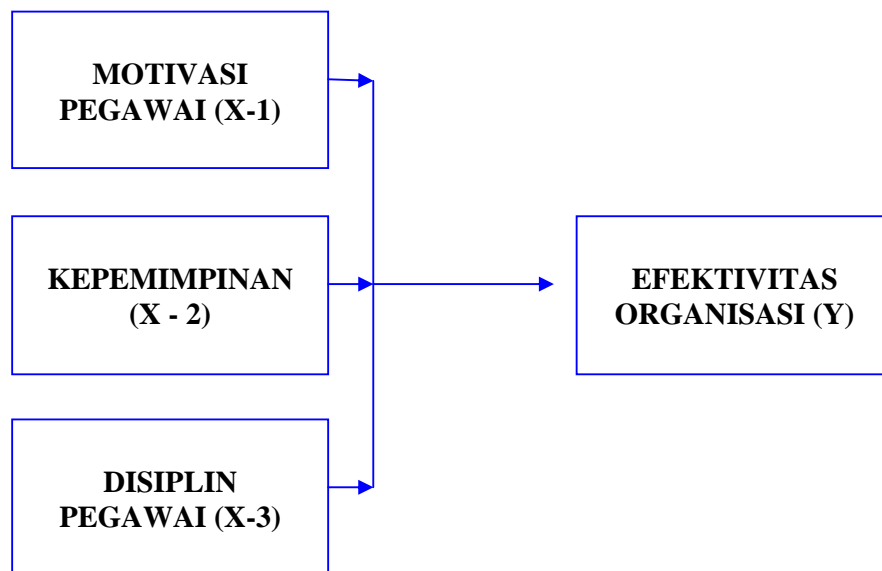 MOTIVASI
PEGAWAI (X-1)
KEPEMIMPINAN
(X - 2)
EFEKTIVITAS
ORGANISASI (Y)
DISIPLIN
PEGAWAI (X-3)